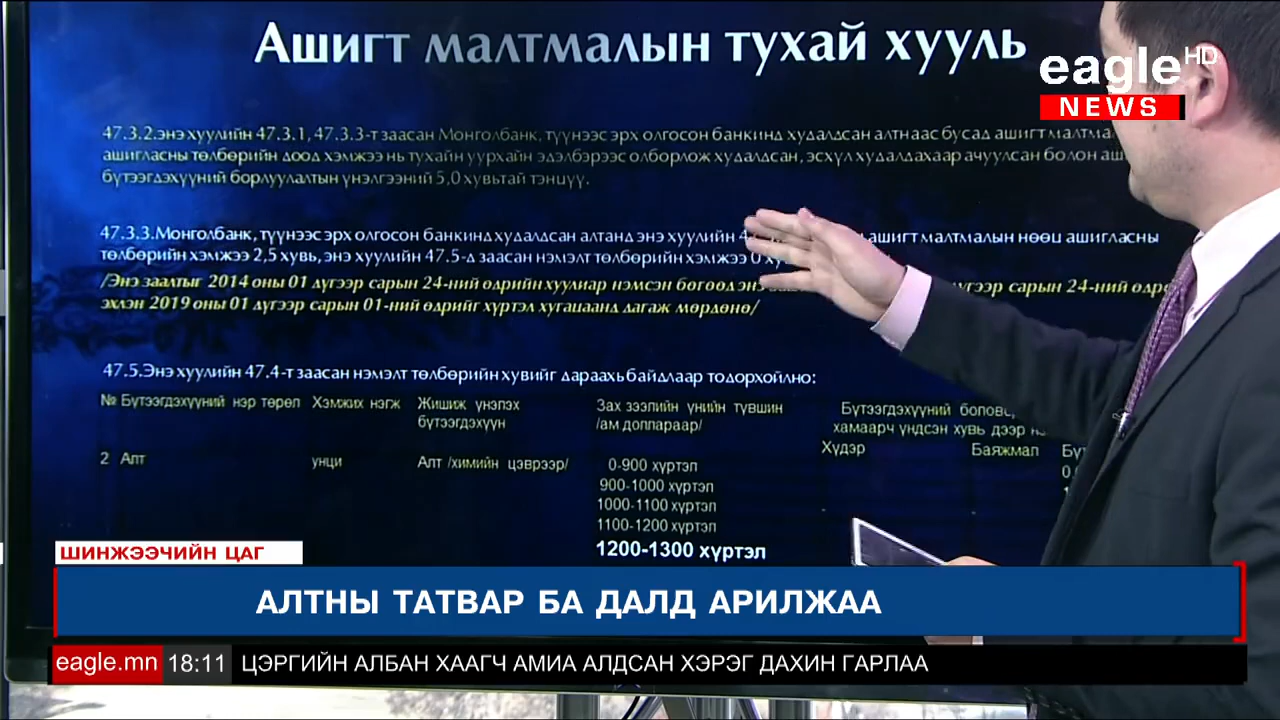 Ашигт малтмалын тухай хууль
eagle HD
NEWS
47.3.2.энэ хуулийн 47.3.1, 47.3.3-т заасан Монголбанк, түүнээс эрх олгосон банкинд худалдсан алтнаас бусад ашигт
ашигласны төлбөрийн доод хэмжээ нь тухайн уурхайн эдэлбэрээс олборлож худалдсан, эсхүл худалдахаар ачуулсан болон
бүтээгдэхүүний борлуулалтын үнэлгээний 5,0 хувьтай тэнцүү.
47.3.3.Монголбанк, түүнээс эрх олгосон банкинд худалдсан алтанд энэ хуулийн ашигт малтмалын нөөц ашигласны
төлбөрийн хэмжээ 2,5 хувь, энэ хуулийн 47.5-д заасан нэмэлт төлбөрийн хэмжээ 0
/Энэ заалтыг 2014 оны 01 дүгээр сарын 24-ний өдрийн хуулиар нэмсэн бөгөөд энэ дүгээр сарын 24-ний
эхлэн 2019 оны 01 дүгээр сарын 01-ний өдрийг хүртэл хугацаанд дагаж мөрдөнө/
47.5.Энэ хуулийн 47.4-т заасан нэмэлт төлбөрийн хувийг дараахь байдлаар тодорхойлно:
№ Бүтээгдэхүүний нэр төрөл Хэмжих нэгж Жишиж үнэлэх Зах зээлийн үнийн түвшин Бүтээгдэхүүний
бүтээгдэхүүн /ам доллараар/ хамаарч үндсэн хувь дээр
Хүдэр Баяжмал
2 Алт унци Алт /химийн цэврээр/ 0-900 хүртэл
900-1000 хүртэл
1000-1100 хүртэл
1100-1200 хүртэл
1200-1300 хүртэл
ШИНЖЭЭЧИЙН ЦАГ
АЛТНЫ ТАТВАР БА ДАЛД АРИЛЖАА
eagle.mn 18:11 ЦЭРГИЙН АЛБАН ХААГЧ АМИА АЛДСАН ХЭРЭГ ДАХИН ГАРЛАА